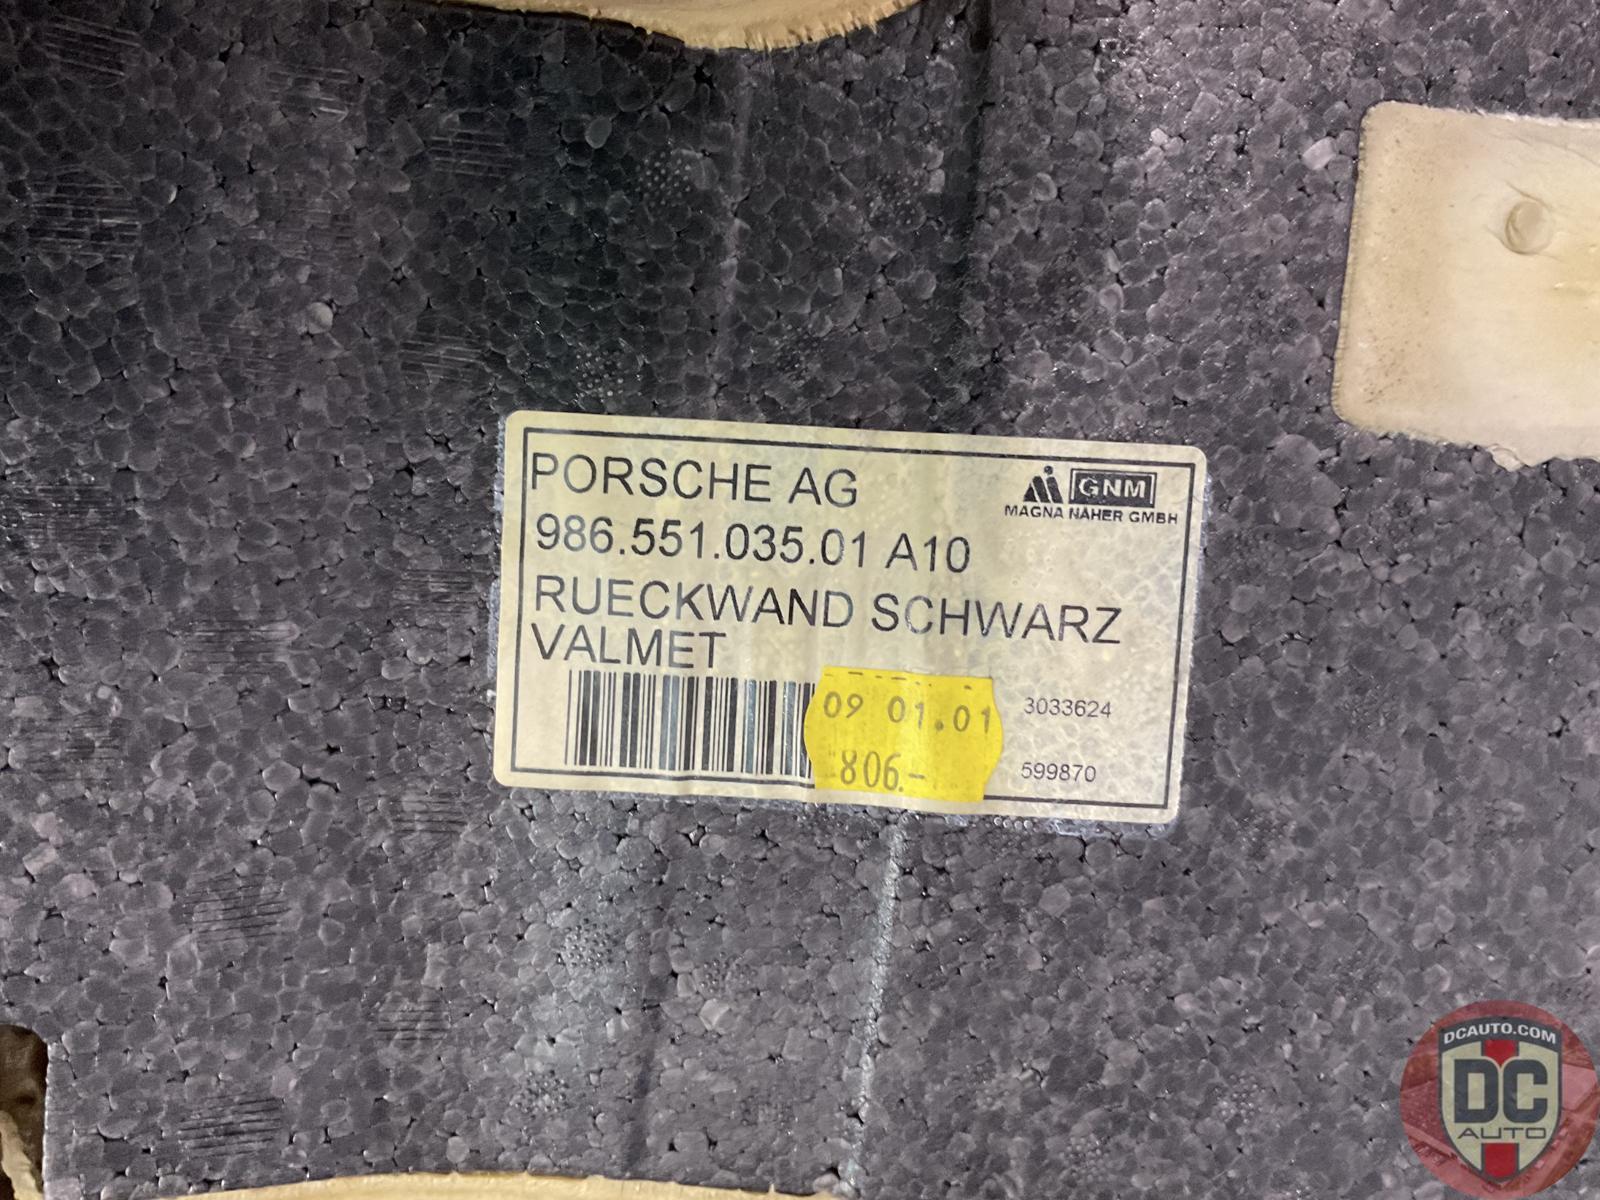 PORSCHE AG
GNM
MAGNA NAHER GMBH
986.551.035.01 A10
RUECKWAND SCHWARZ
VALMET
09 01.01
806.-
3033624
599870
DCAUTO.COM
DC
AUTO